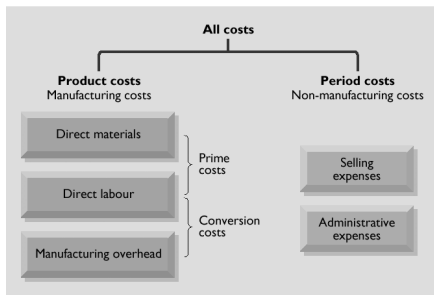 All costs
Product costs
Manufacturing costs
Period costs
Non-manufacturing costs
Direct materials
Prime
costs
Direct labour
Selling
expenses
Conversion
costs
Administrative
expenses
Manufacturing overhead